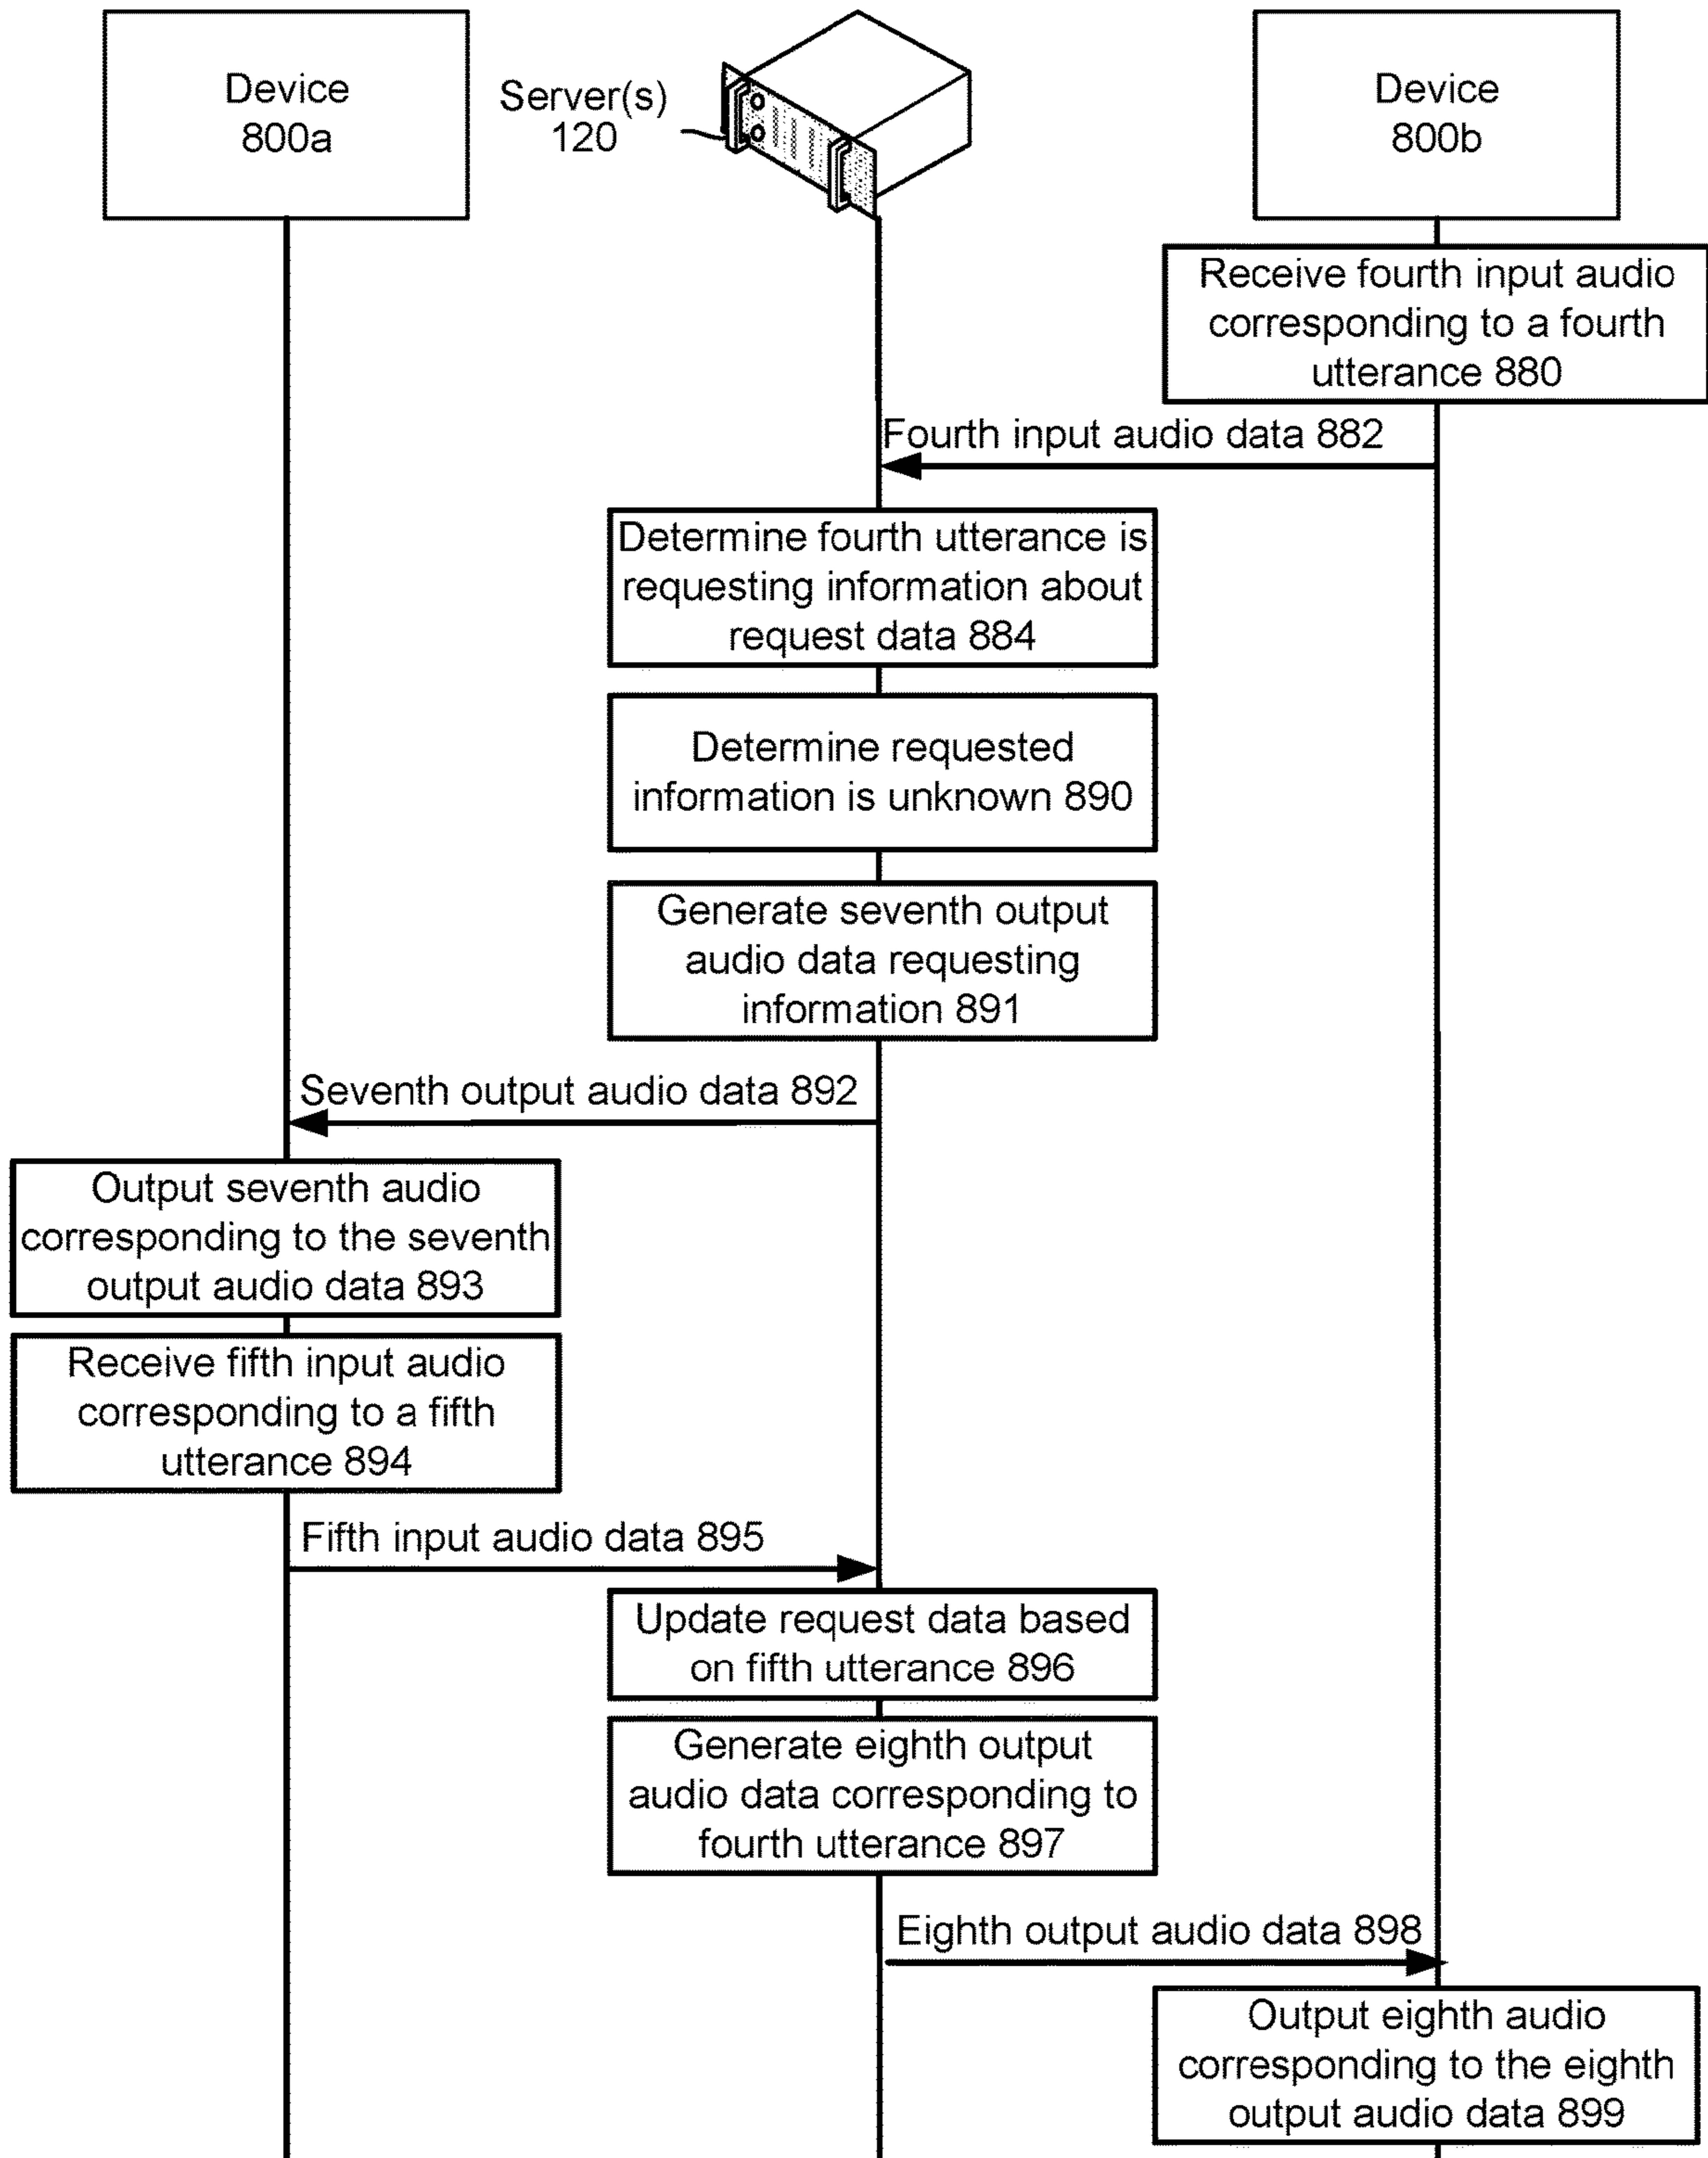 Device
800a
Server(s)
120
Device
800b
Receive fourth input audio
corresponding to a fourth
utterance 880
Fourth input audio data 882
Determine fourth utterance is
requesting information about
request data 884
Determine requested
information is unknown 890
Generate seventh output
audio data requesting
information 891
Seventh output audio data 892
Output seventh audio
corresponding to the seventh
output audio data 893
Receive fifth input audio
corresponding to a fifth
utterance 894
Fifth input audio data 895
Update request data based
on fifth utterance 896
Generate eighth output
audio data corresponding to
fourth utterance 897
Eighth output audio data 898
Output eighth audio
corresponding to the eighth
output audio data 899